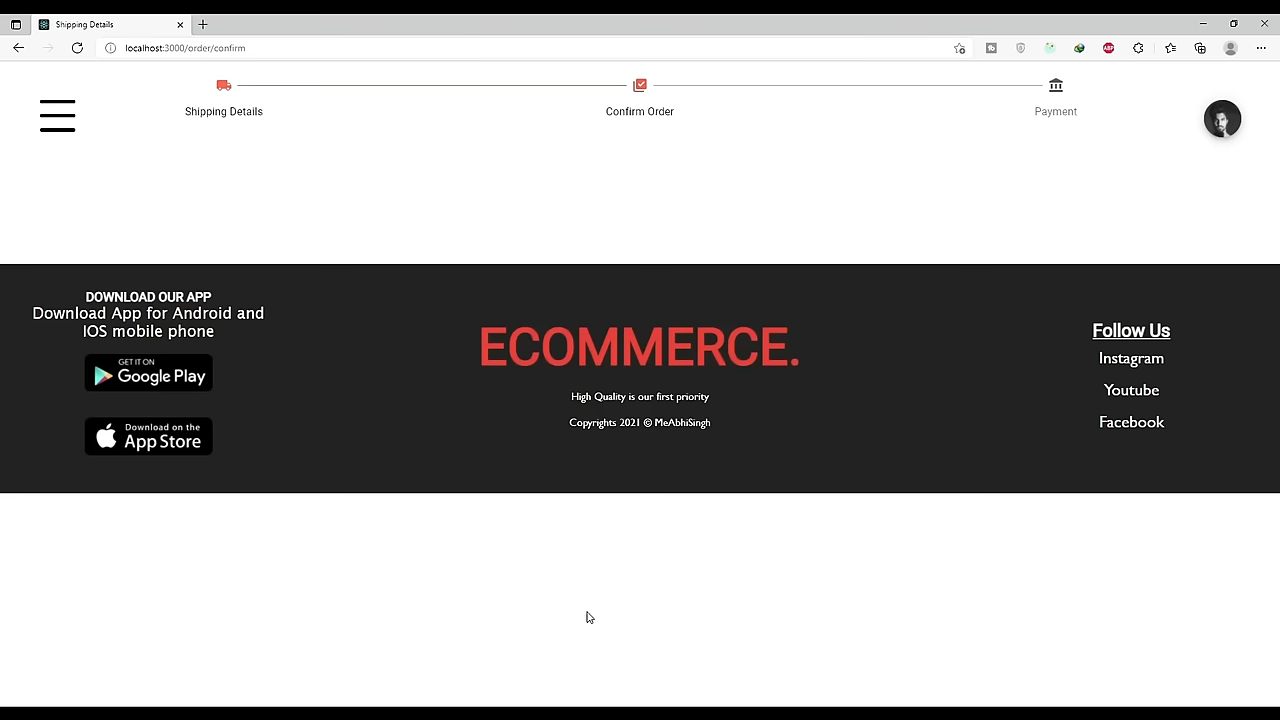 Shipping Details
localhost:3000/order/confirm
ABP
Shipping Details
Confirm Order
Payment
DOWNLOAD OUR APP
Download App for Android and
IOS mobile phone
GET IT ON
Google Play
Download on the
App Store
ECOMMERCE.
High Quality is our first priority
Copyrights 2021 © MeAbhiSingh
Follow Us
Instagram
Youtube
Facebook